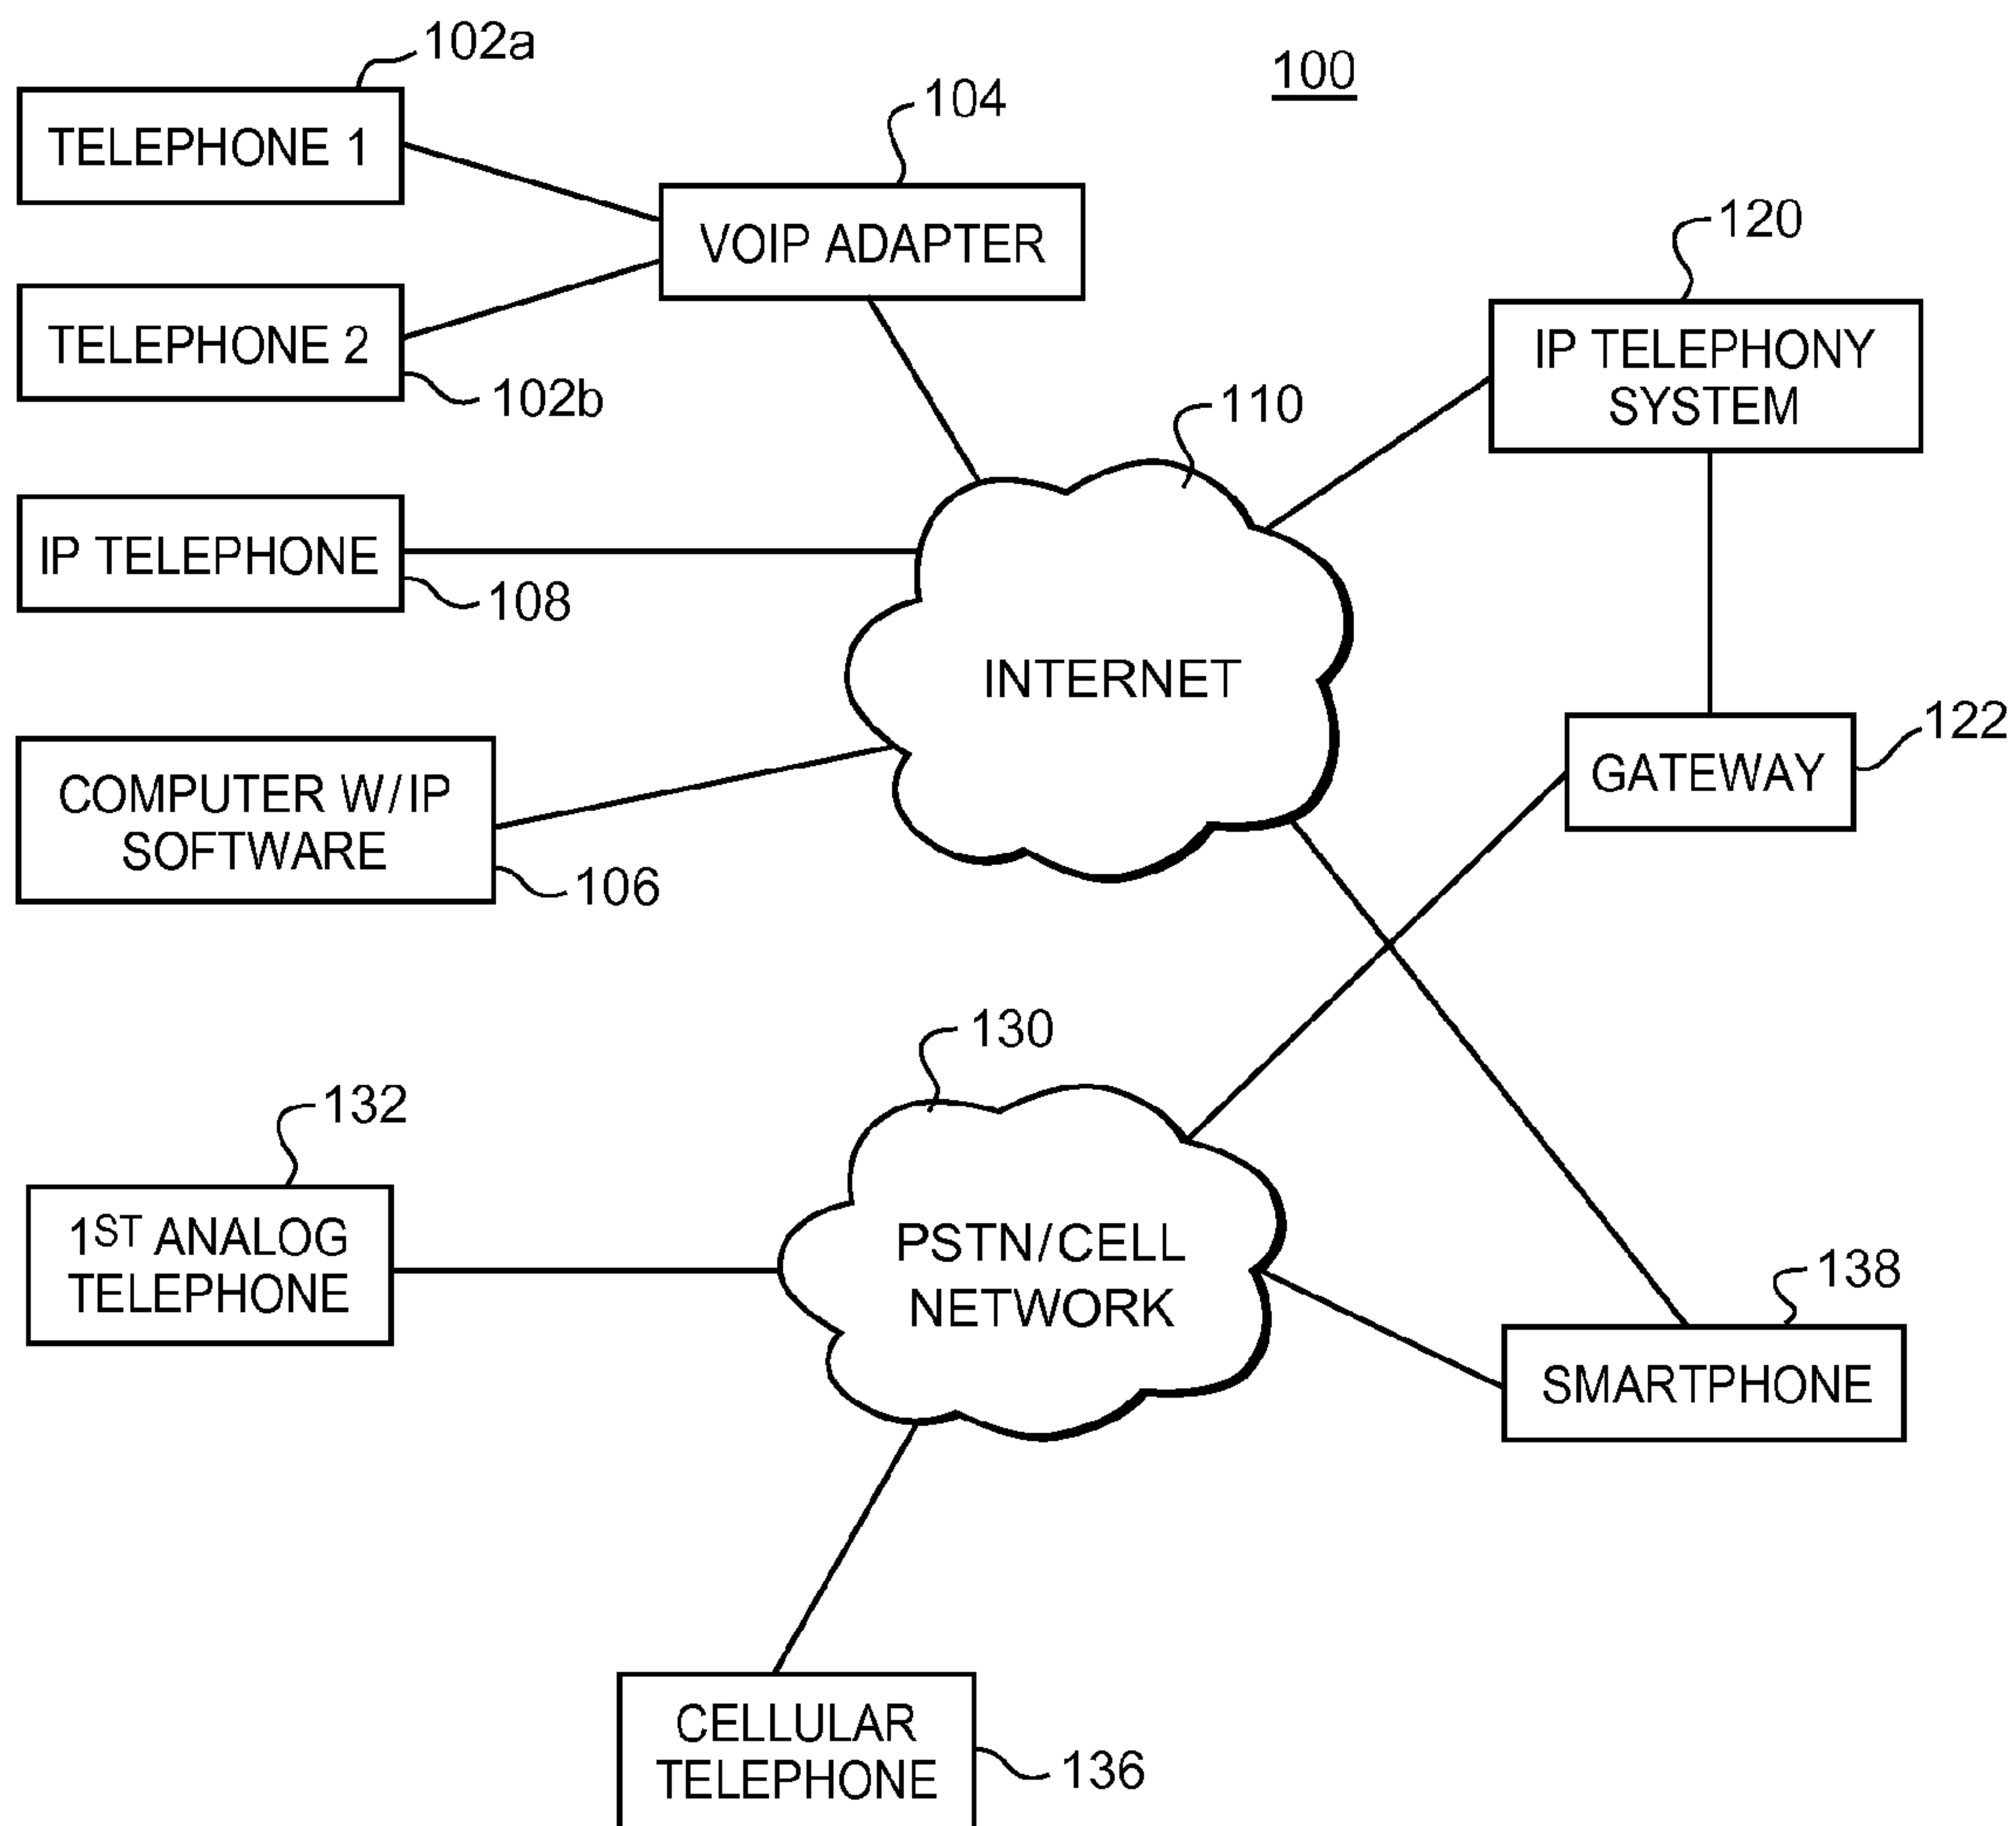 102a
100
104
TELEPHONE 1
120
VOIP ADAPTER
TELEPHONE 2
102b
110
IP TELEPHONY
SYSTEM
IP TELEPHONE
108
INTERNET
122
GATEWAY
COMPUTER W/IP
SOFTWARE
106
130
132
1ST ANALOG
TELEPHONE
PSTN/CELL
NETWORK
138
SMARTPHONE
CELLULAR
TELEPHONE
136